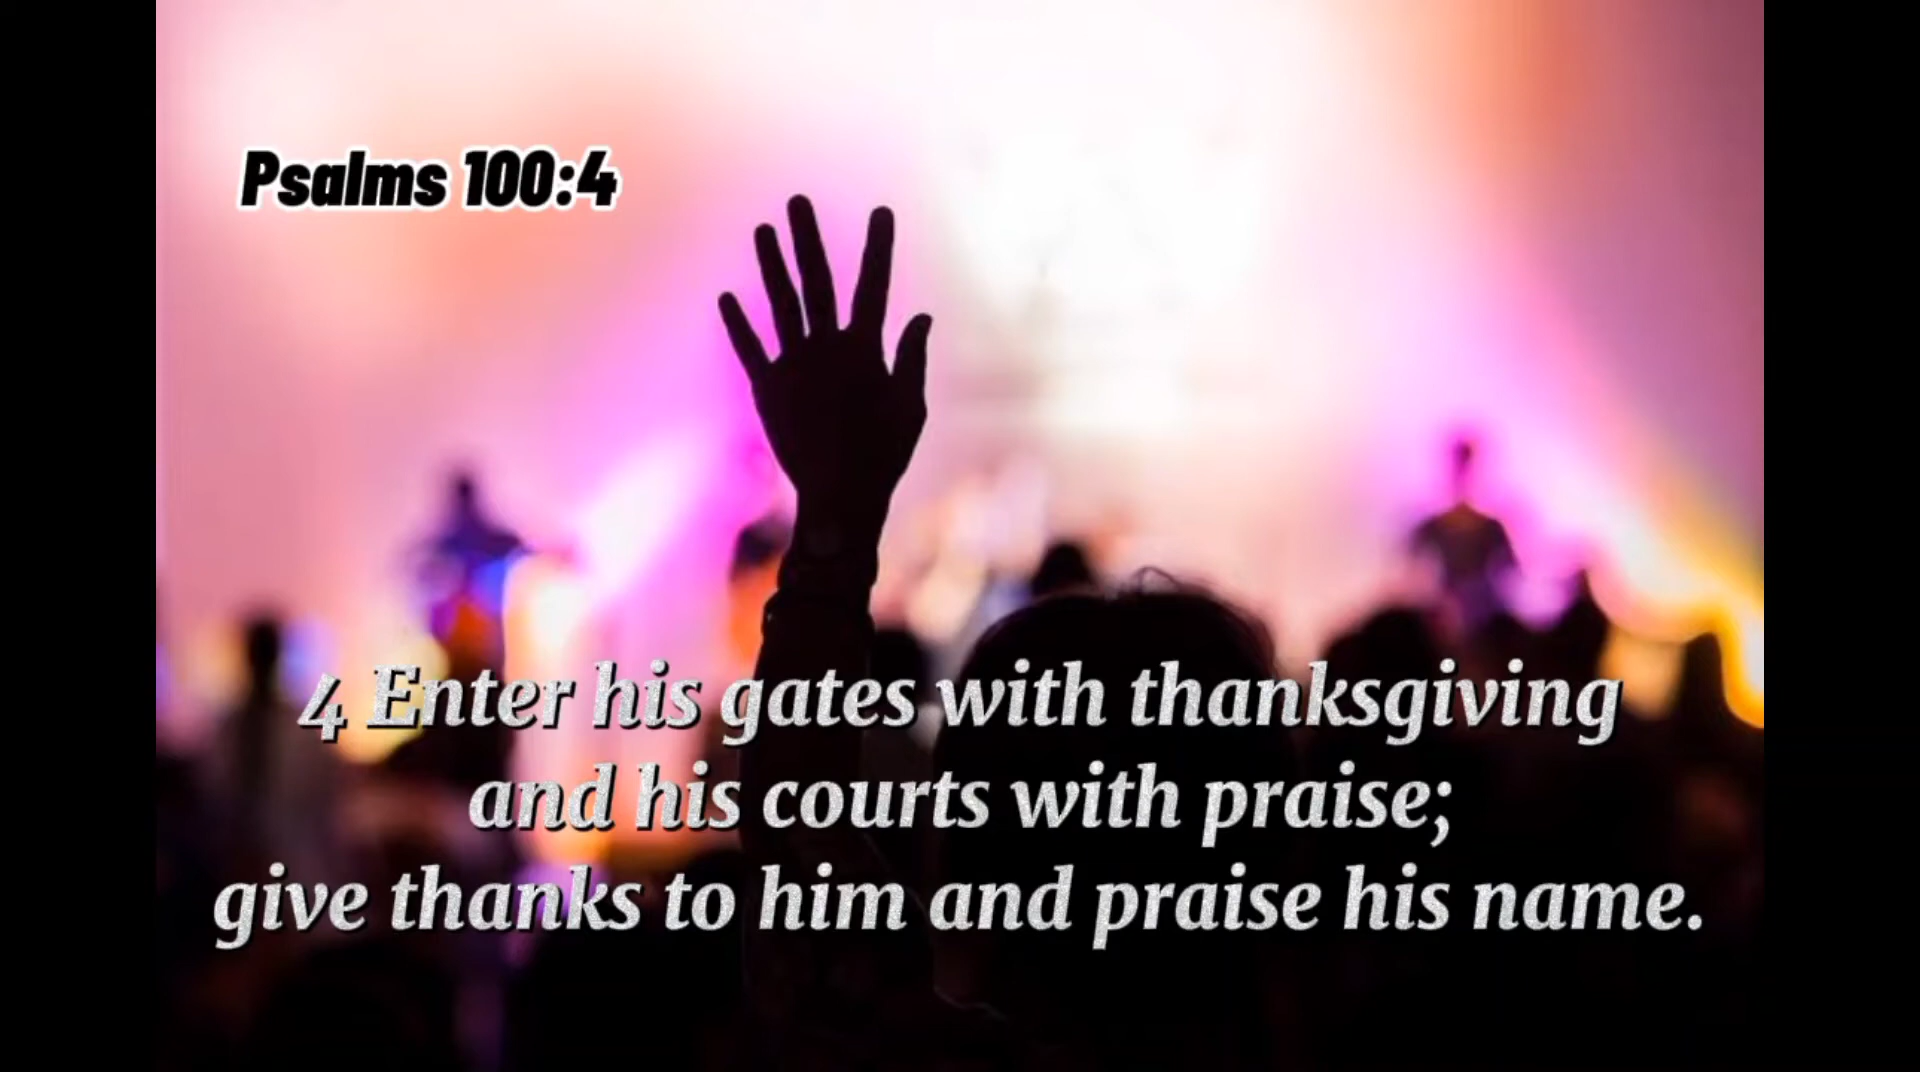 Psalms 100:4
4 Enter his gates with thanksgiving
and his courts with praise;
give thanks to him and praise his name.